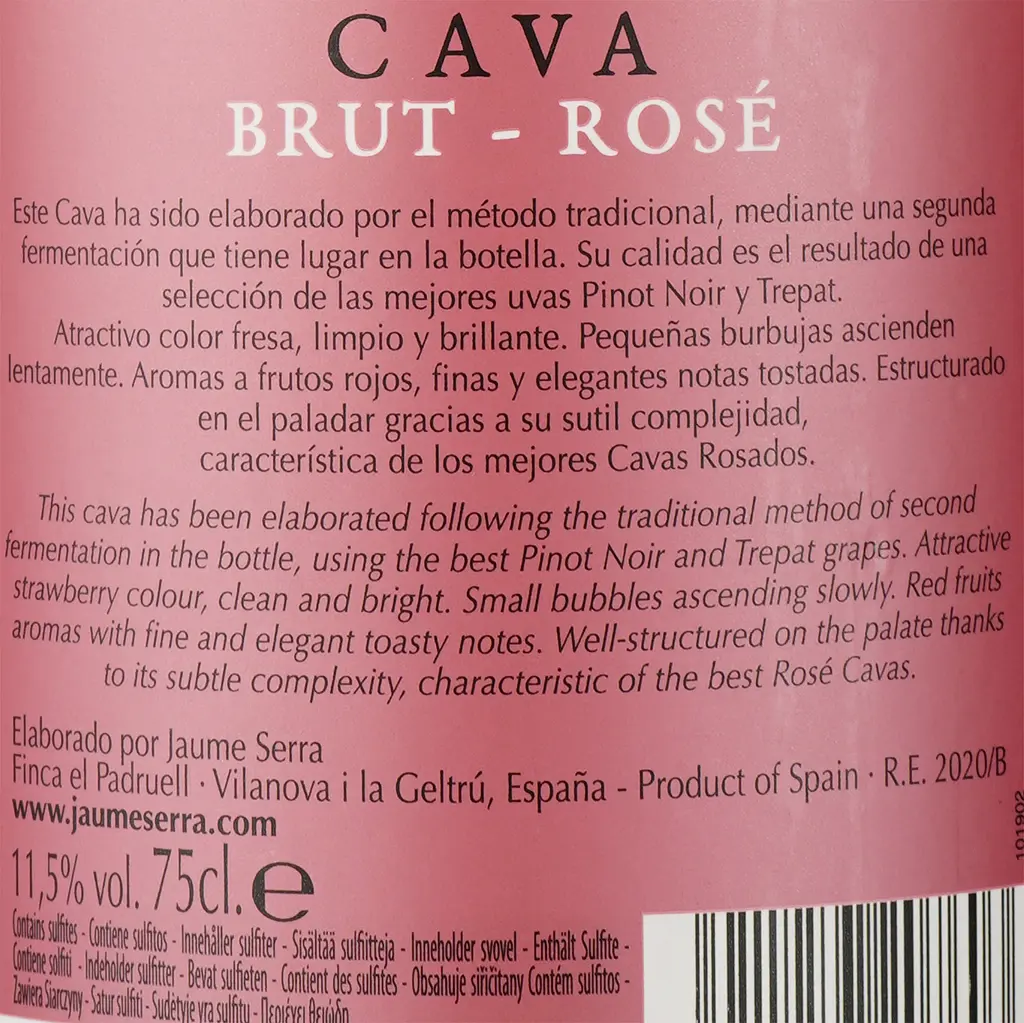 CAVA
BRUT - ROSÉ
Este Cava ha sido elaborado por el método tradicional, mediante una segunda
fermentación que tiene lugar en la botella. Su calidad es el resultado de una
selección de las mejores uvas Pinot Noir y Trepat.
Atractivo color fresa, limpio y brillante. Pequeñas burbujas ascienden
lentamente. Aromas a frutos rojos, finas y elegantes notas tostadas. Estructurado
en el paladar gracias a su sutil complejidad,
característica de los mejores Cavas Rosados.
This cava has been elaborated following the traditional method of second
fermentation in the bottle, using the best Pinot Noir and Trepat grapes. Attractive
strawberry colour, clean and bright. Small bubbles ascending slowly. Red fruits
aromas with fine and elegant toasty notes. Well-structured on the palate thanks
to its subtle complexity, characteristic of the best Rosé Cavas.
Elaborado por Jaume Serra
Finca el Padruell · Vilanova i la Geltrú, España - Product of Spain · R.E. 2020/B
www.jaumeserra.com
101902
11,5% vol. 75cl. e
Contains sulfites - Contiene sulfitos - Innehåller sulfiter - Sisältää sulfiitteja - Inneholder svovel - Enthält Sulfite -
Contiene solfiti - Indeholder sulfitter - Bevat sulfieten - Contient des sulfites - Obsahuje siřičitany Contém sulfitos -
Zawiera Siarczyny - Satur sulfiti - Sudėtyje yra sulfitu - Περιέχει θειώδη